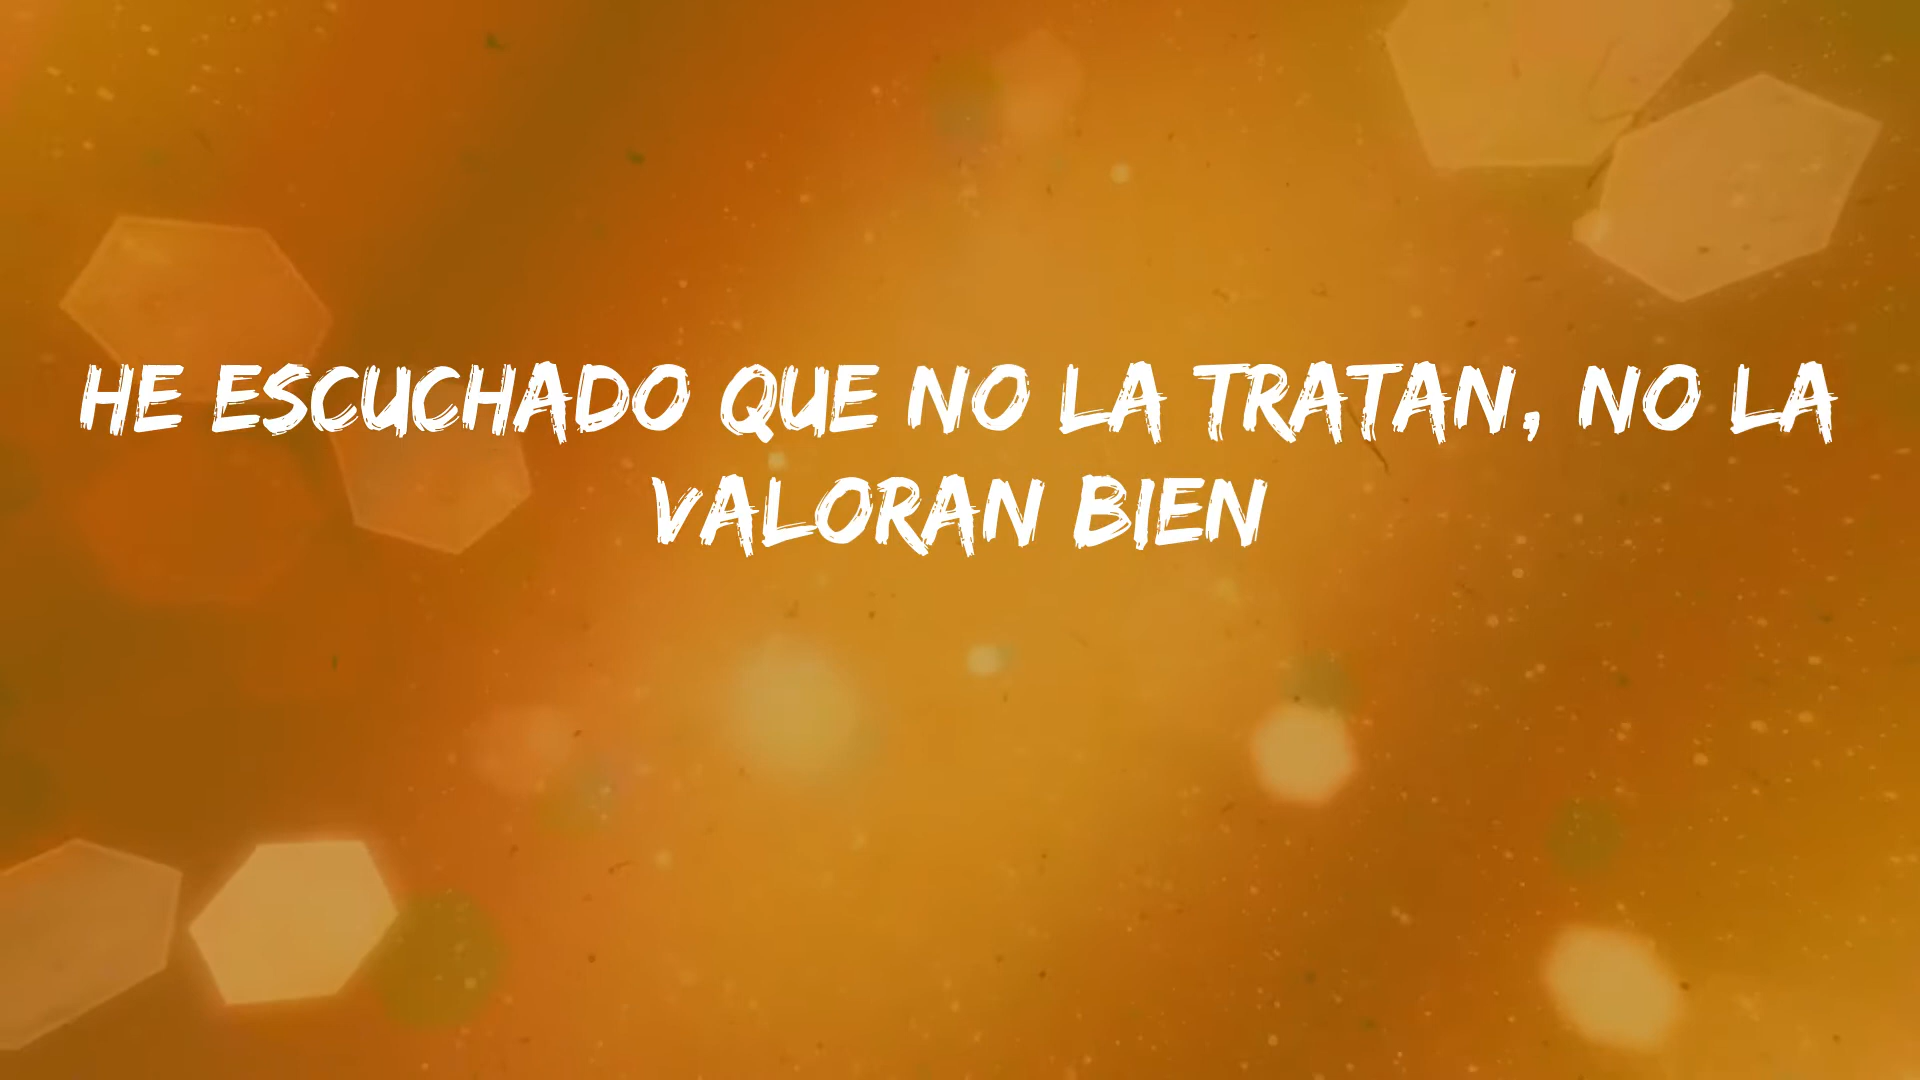 HE ESCUCHADO QUE NO LA TRATAN, NO LA
VALORAN BIEN